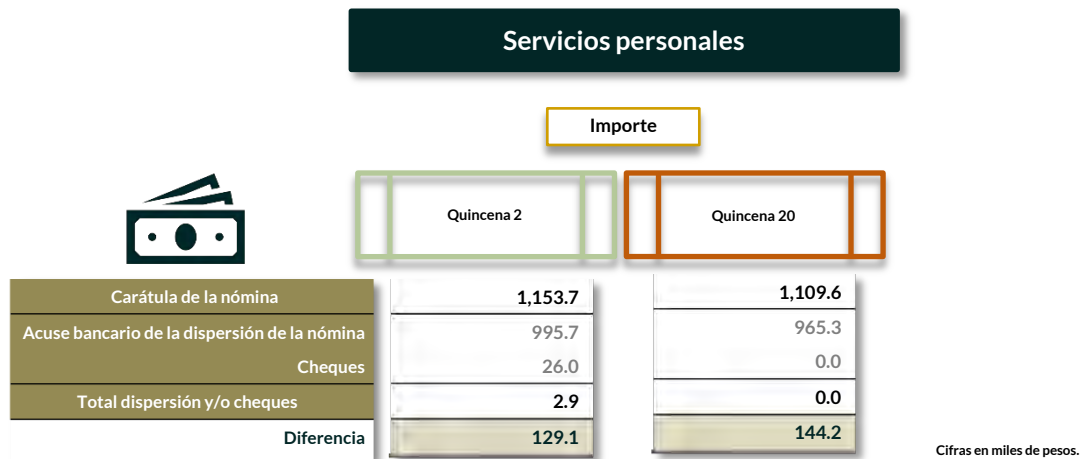 Servicios personales
Importe
Quincena 2 Quincena 20
Carátula de la nómina 1,153.7 1,109.6
Acuse bancario de la dispersión de la nómina 995.7 965.3
Cheques 26.0 0.0
Total dispersión y/o cheques 2.9 0.0
Diferencia 129.1 144.2
Cifras en miles de pesos.